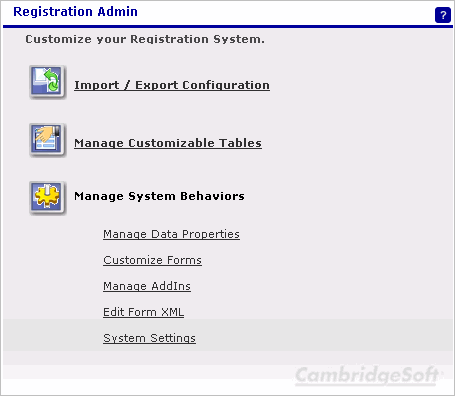 Registration Admin
?
Customize your Registration System.
Import / Export Configuration
Manage Customizable Tables
Manage System Behaviors
Manage Data Properties
Customize Forms
Manage AddIns
Edit Form XML
System Settings
CambridgeSoft